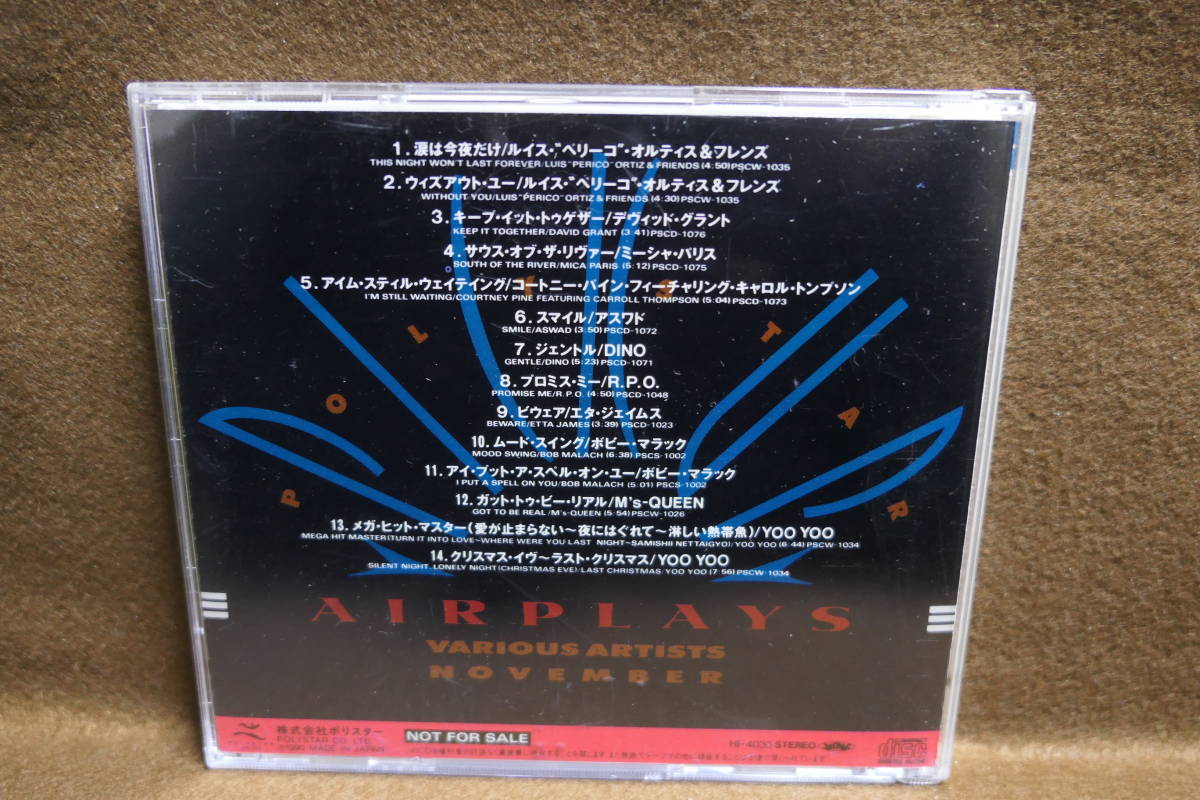 1.涙は今夜だけ/ルイス・"ペリーコ"・オルティス&フレンズ
THIS NIGHT WON'T LAST FOREVER/LUIS "PERICO" ORTIZ & FRIENDS (4:50) PSCW-1035
2.ウィズアウト・ユー/ルイス・"ペリーコ"・オルティス&フレンズ
WITHOUT YOU/LUIS "PERICO" ORTIZ & FRIENDS (4:30) PSCW-1035
3.キープ・イット・トゥゲザー/デヴィッド・グラント
KEEP IT TOGETHER/DAVID GRANT (3:41) PSCD-1076
4.サウス・オブ・ザ・リヴァー/ミーシャ・パリス
SOUTH OF THE RIVER/MICA PARIS (5:12) PSCD-1075
5.アイム・スティル・ウェイテイング/コートニー・パイン・フィーチャリング・キャロル・トンプソン
I'M STILL WAITING/COURTNEY PINE FEATURING CARROLL THOMPSON (5:04) PSCD-1073
6.スマイル/アスワド
SMILE/ASWAD (3:50) PSCD-1072
7.ジェントル/DINO
GENTLE/DINO (5:23) PSCD-1071
8.プロミス・ミー/R.P.O.
PROMISE ME/R.P.O. (4:50) PSCD-1048
9.ビウェア/エタ・ジェイムス
BEWARE/ETTA JAMES (3:39) PSCD-1023
10.ムード・スイング/ボビー・マラック
MOOD SWING/BOB MALACH (6:38) PSCS-1002
11.アイ・プット・ア・スペル・オン・ユー/ボビー・マラック
I PUT A SPELL ON YOU/BOB MALACH (5:01) PSCS-1002
12.ガット・トゥ・ビー・リアル/M's-QUEEN
GOT TO BE REAL/M's-QUEEN (5:54) PSCW-1026
13.メガ・ヒット・マスター(愛が止まらない〜夜にはぐれて〜淋しい熱帯魚)/YOO YOO
MEGA HIT MASTER(TURN IT INTO LOVE~WHERE WERE YOU LAST NIGHT~SAMISHII NETTAIGYO)/YOO YOO (6:44) PSCW-1034
14.クリスマス・イヴ〜ラスト・クリスマス/YOO YOO
SILENT NIGHT, LONELY NIGHT(CHRISTMAS EVE)/LAST CHRISTMAS YOO YOO (7:56) PSCW-1034
POLYSTAR
AIRPLAYS
VARIOUS ARTISTS
NOVEMBER
株式会社ポリスター
POLYSTAR CO. LTD.
℗1990 MADE IN JAPAN
NOT FOR SALE
HI-4030 STEREO
disc